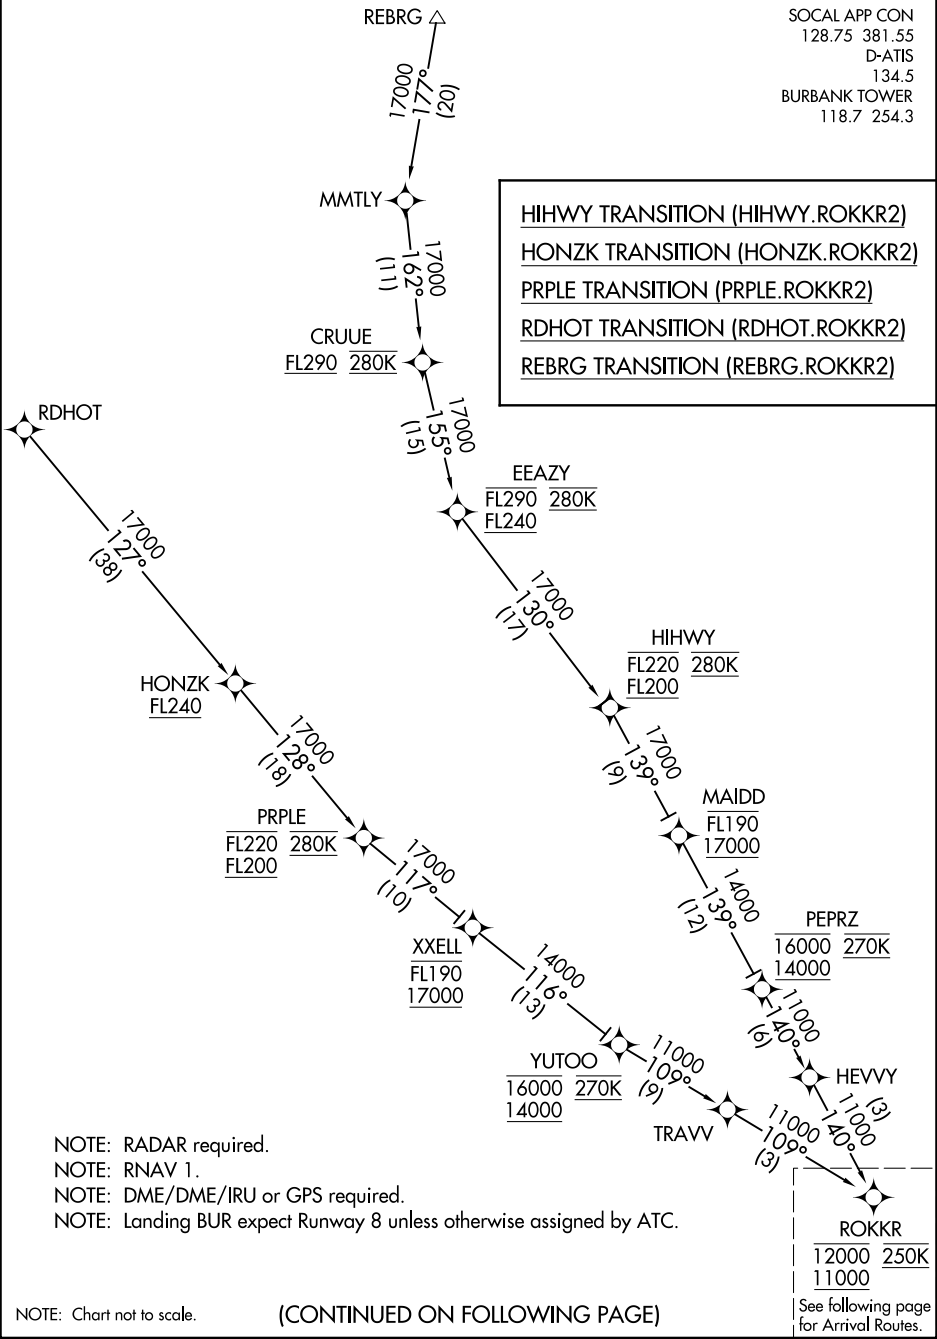 REBRG
SOCAL APP CON
128.75 381.55
D-ATIS
134.5
BURBANK TOWER
118.7 254.3
17000
177°
(20)
MMTLY
HIHWY TRANSITION (HIHWY.ROKKR2)
HONZK TRANSITION (HONZK.ROKKR2)
PRPLE TRANSITION (PRPLE.ROKKR2)
RDHOT TRANSITION (RDHOT.ROKKR2)
REBRG TRANSITION (REBRG.ROKKR2)
17000
162°
(11)
CRUUE
FL290 280K
RDHOT
17000
155°
(15)
EEAZY
FL290 280K
FL240
17000
127°
(38)
17000
130°
(17)
HIHWY
FL220 280K
FL200
HONZK
FL240
17000
128°
(18)
17000
139°
(9)
MAIDD
FL190
17000
PRPLE
FL220 280K
FL200
17000
117°
(10)
14000
139°
(12)
PEPRZ
16000 270K
14000
XXELL
FL190
17000
14000
116°
(13)
11000
140°
(6)
YUTOO
16000 270K
14000
11000
109°
(9)
HEVVY
(3)
11000
140°
TRAVV
11000
109°
(3)
NOTE: RADAR required.
NOTE: RNAV 1.
NOTE: DME/DME/IRU or GPS required.
NOTE: Landing BUR expect Runway 8 unless otherwise assigned by ATC.
ROKKR
12000 250K
11000
See following page
for Arrival Routes.
NOTE: Chart not to scale.
(CONTINUED ON FOLLOWING PAGE)